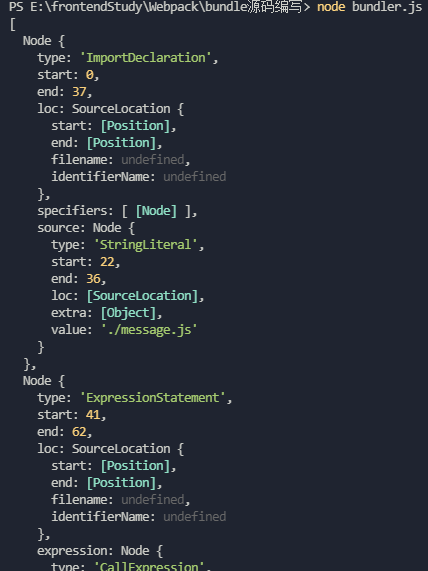 PS E:\frontendStudy\Webpack\bundle源码编写> node bundler.js
[
  Node {
    type: 'ImportDeclaration',
    start: 0,
    end: 37,
    loc: SourceLocation {
      start: [Position],
      end: [Position],
      filename: undefined,
      identifierName: undefined
    },
    specifiers: [ [Node] ],
    source: Node {
      type: 'StringLiteral',
      start: 22,
      end: 36,
      loc: [SourceLocation],
      extra: [Object],
      value: './message.js'
    }
  },
  Node {
    type: 'ExpressionStatement',
    start: 41,
    end: 62,
    loc: SourceLocation {
      start: [Position],
      end: [Position],
      filename: undefined,
      identifierName: undefined
    },
    expression: Node {
      type: 'CallExpression',